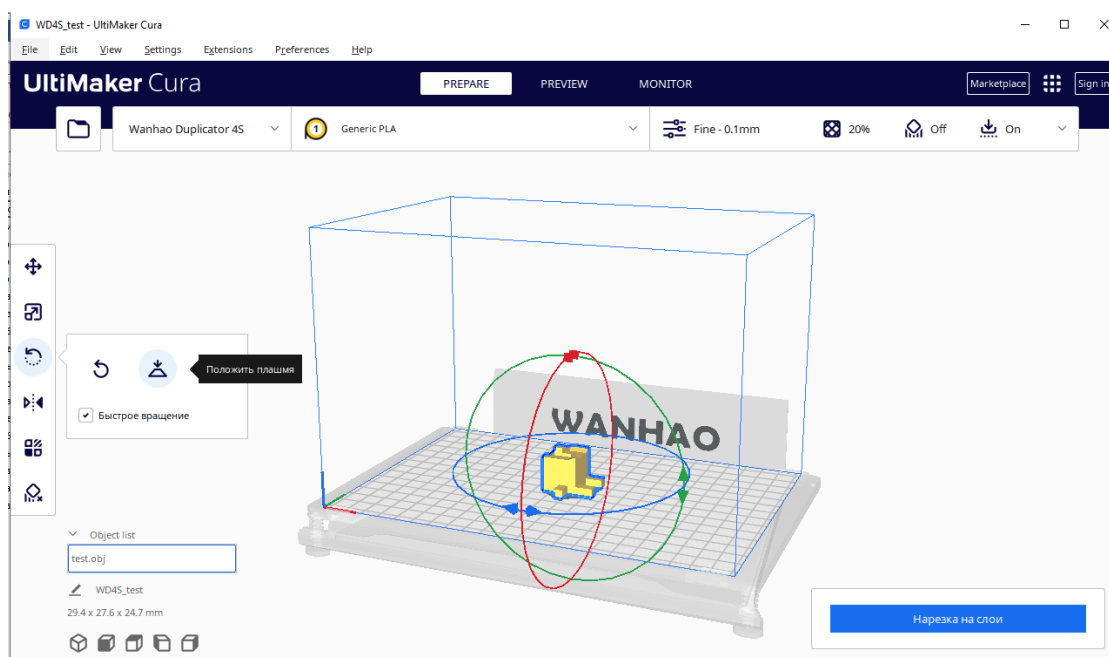 WD4S_test - UltiMaker Cura
File Edit View Settings Extensions Preferences Help
UltiMaker Cura PREPARE PREVIEW MONITOR Marketplace Sign in
Wanhao Duplicator 4S 1 Generic PLA Fine - 0.1mm 20% Off On
WANHAO
Положить плашмя
Быстрое вращение
Object list
test.obj
WD4S_test
29.4 x 27.6 x 24.7 mm
Нарезка на слои